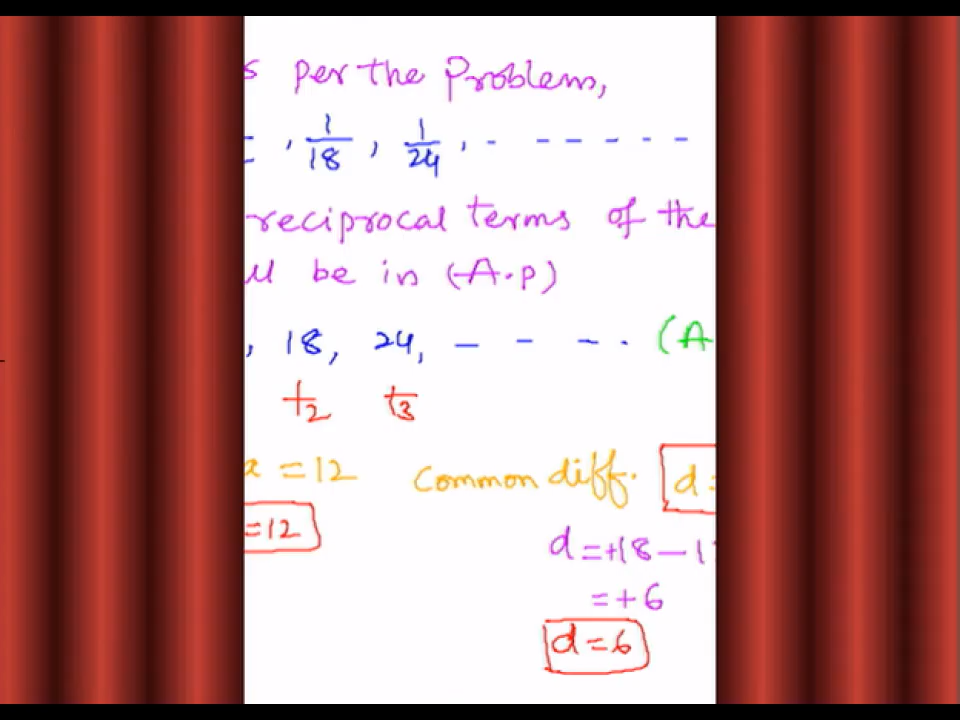 per the Problem,
, 1/18 , 1/24 , - - - - - -
reciprocal terms of the
be in (A.p)
, 18, 24, - - - . (A
t2 t3
a = 12 Common diff. d =
= 12
d = +18 - 1
= + 6
d = 6